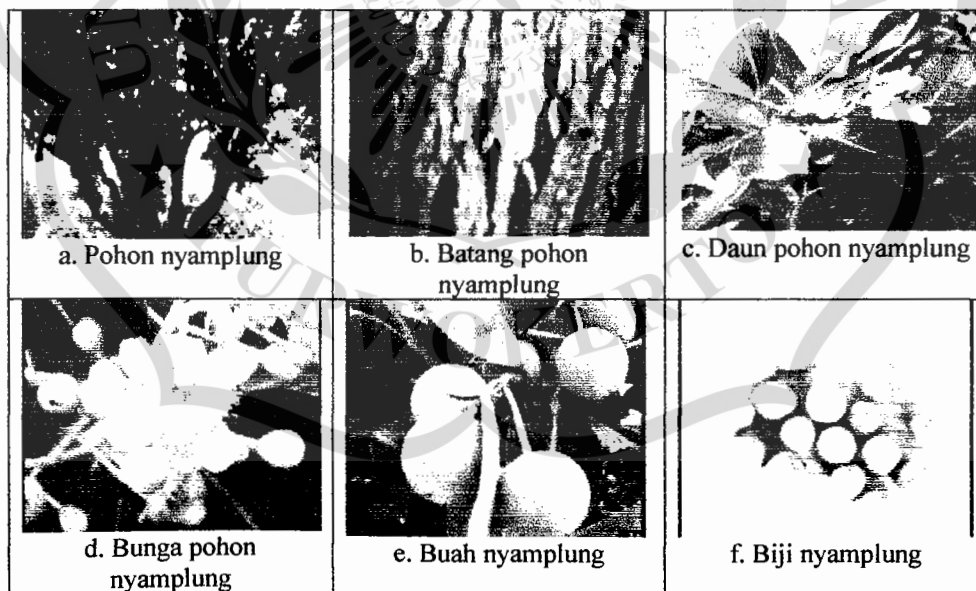 a. Pohon nyamplung
b. Batang pohon
nyamplung
c. Daun pohon nyamplung
d. Bunga pohon
nyamplung
e. Buah nyamplung
f. Biji nyamplung